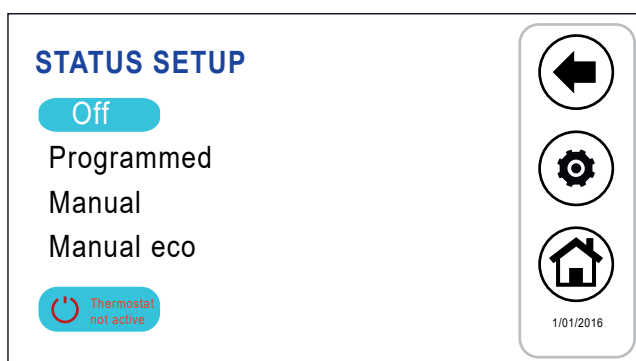 STATUS SETUP
Off
Programmed
Manual
Manual eco
Thermostat
not active
1/01/2016